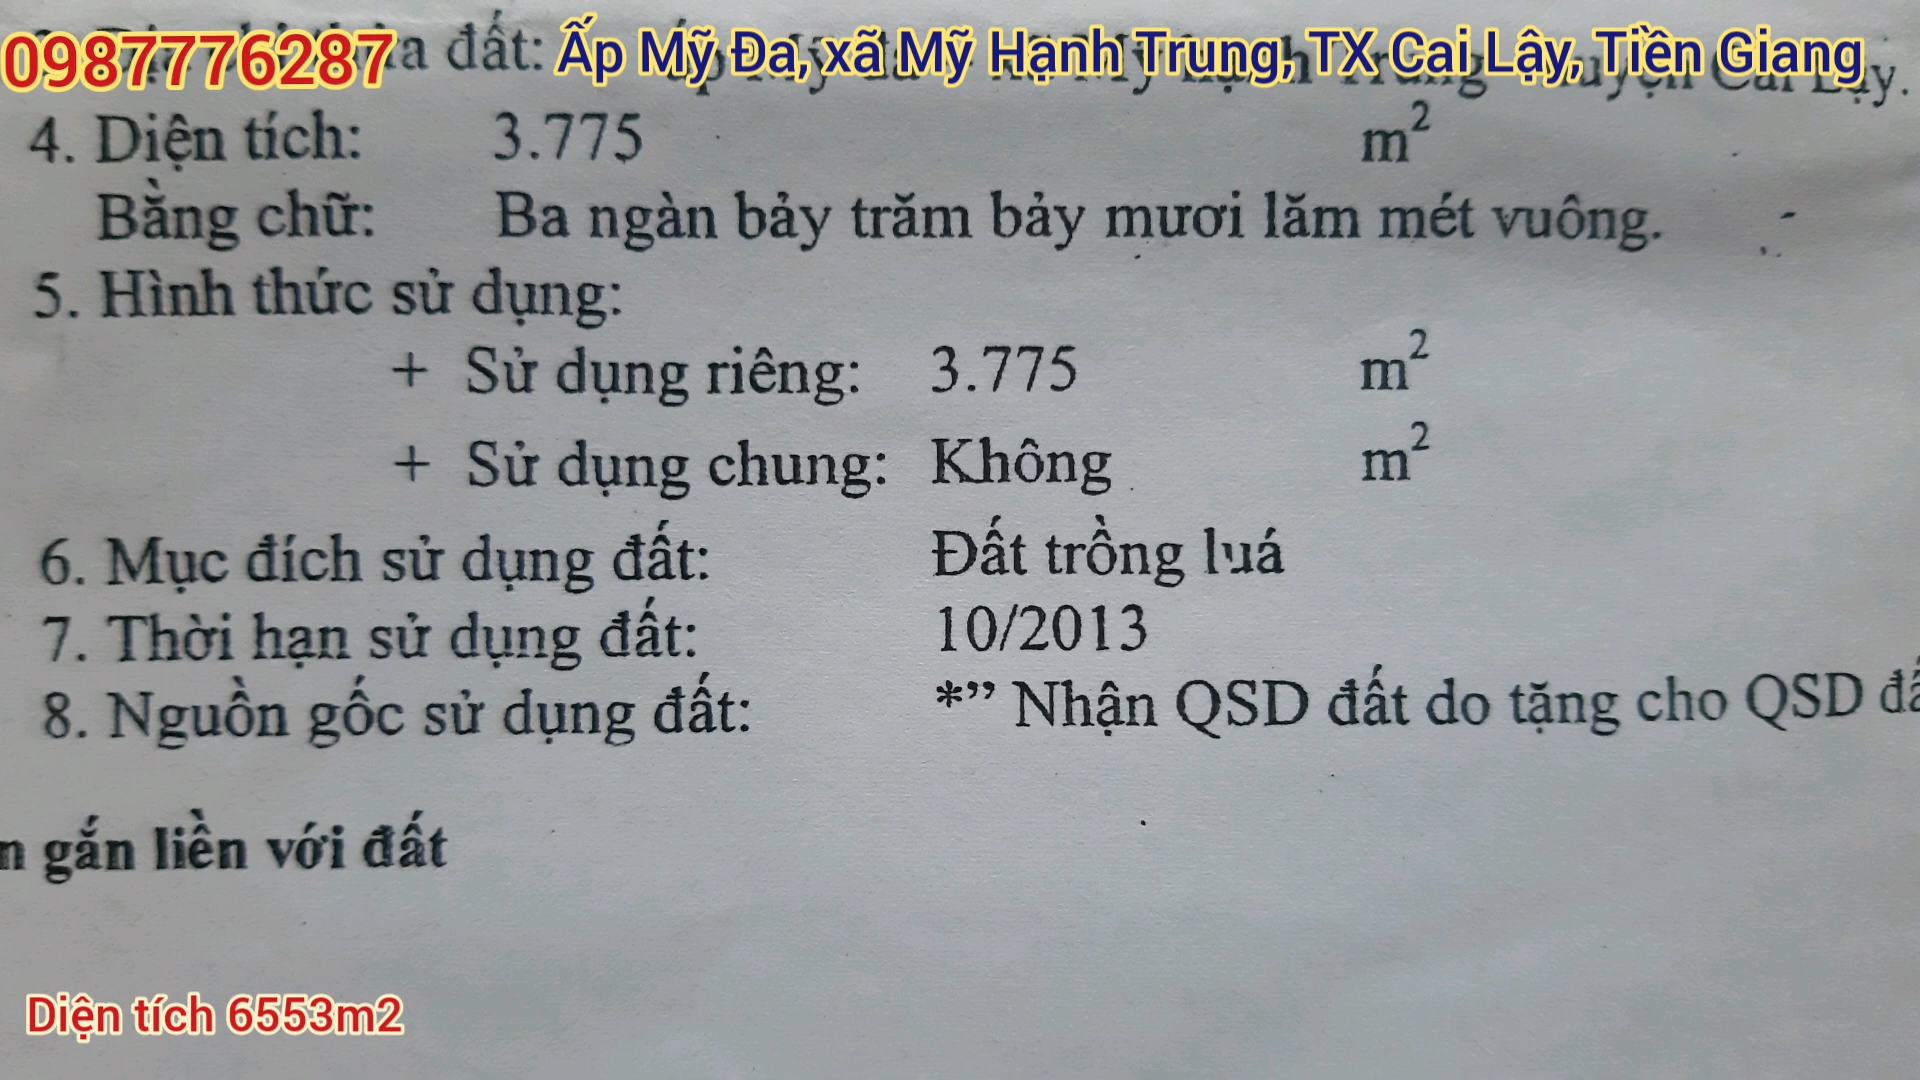 0987776287 đất: Ấp Mỹ Đa, xã Mỹ Hạnh Trung, TX Cai Lậy, Tiền Giang
4. Diện tích: 3.775 m²
Bằng chữ: Ba ngàn bảy trăm bảy mươi lăm mét vuông.
5. Hình thức sử dụng:
+ Sử dụng riêng: 3.775 m²
+ Sử dụng chung: Không m²
6. Mục đích sử dụng đất: Đất trồng luá
7. Thời hạn sử dụng đất: 10/2013
8. Nguồn gốc sử dụng đất: *” Nhận QSD đất do tặng cho QSD
gắn liền với đất
Diện tích 6553m2